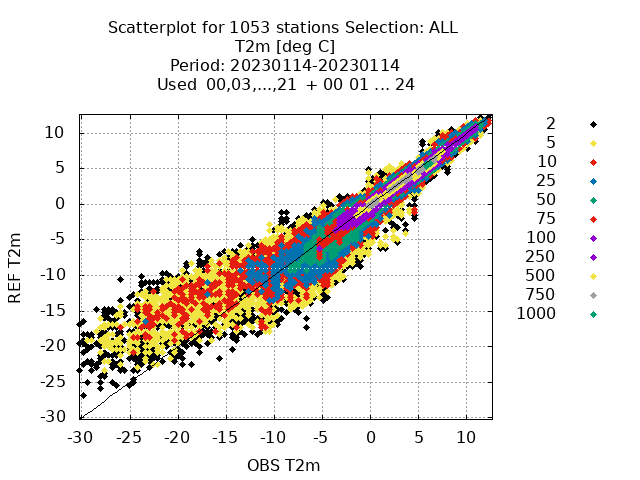 Scatterplot for 1053 stations Selection: ALL
T2m [deg C]
Period: 20230114-20230114
Used 00,03,...,21 + 00 01 ... 24
REF T2m
10
5
0
-5
-10
-15
-20
-25
-30
-30 -25 -20 -15 -10 -5 0 5 10
OBS T2m
2
5
10
25
50
75
100
250
500
750
1000